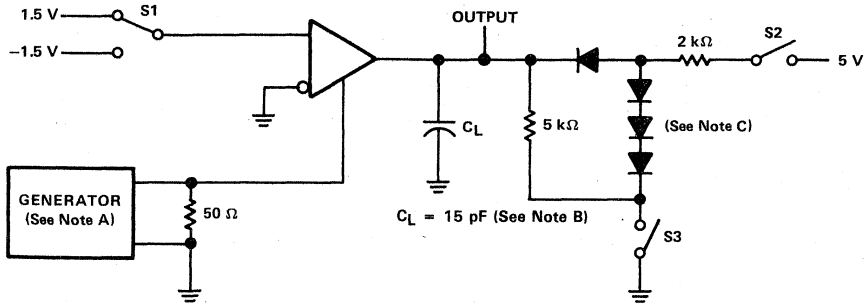 1.5 V
S1
−1.5 V
OUTPUT
2 kΩ
S2
5 V
CL
5 kΩ
(See Note C)
GENERATOR
(See Note A)
50 Ω
CL = 15 pF (See Note B)
S3